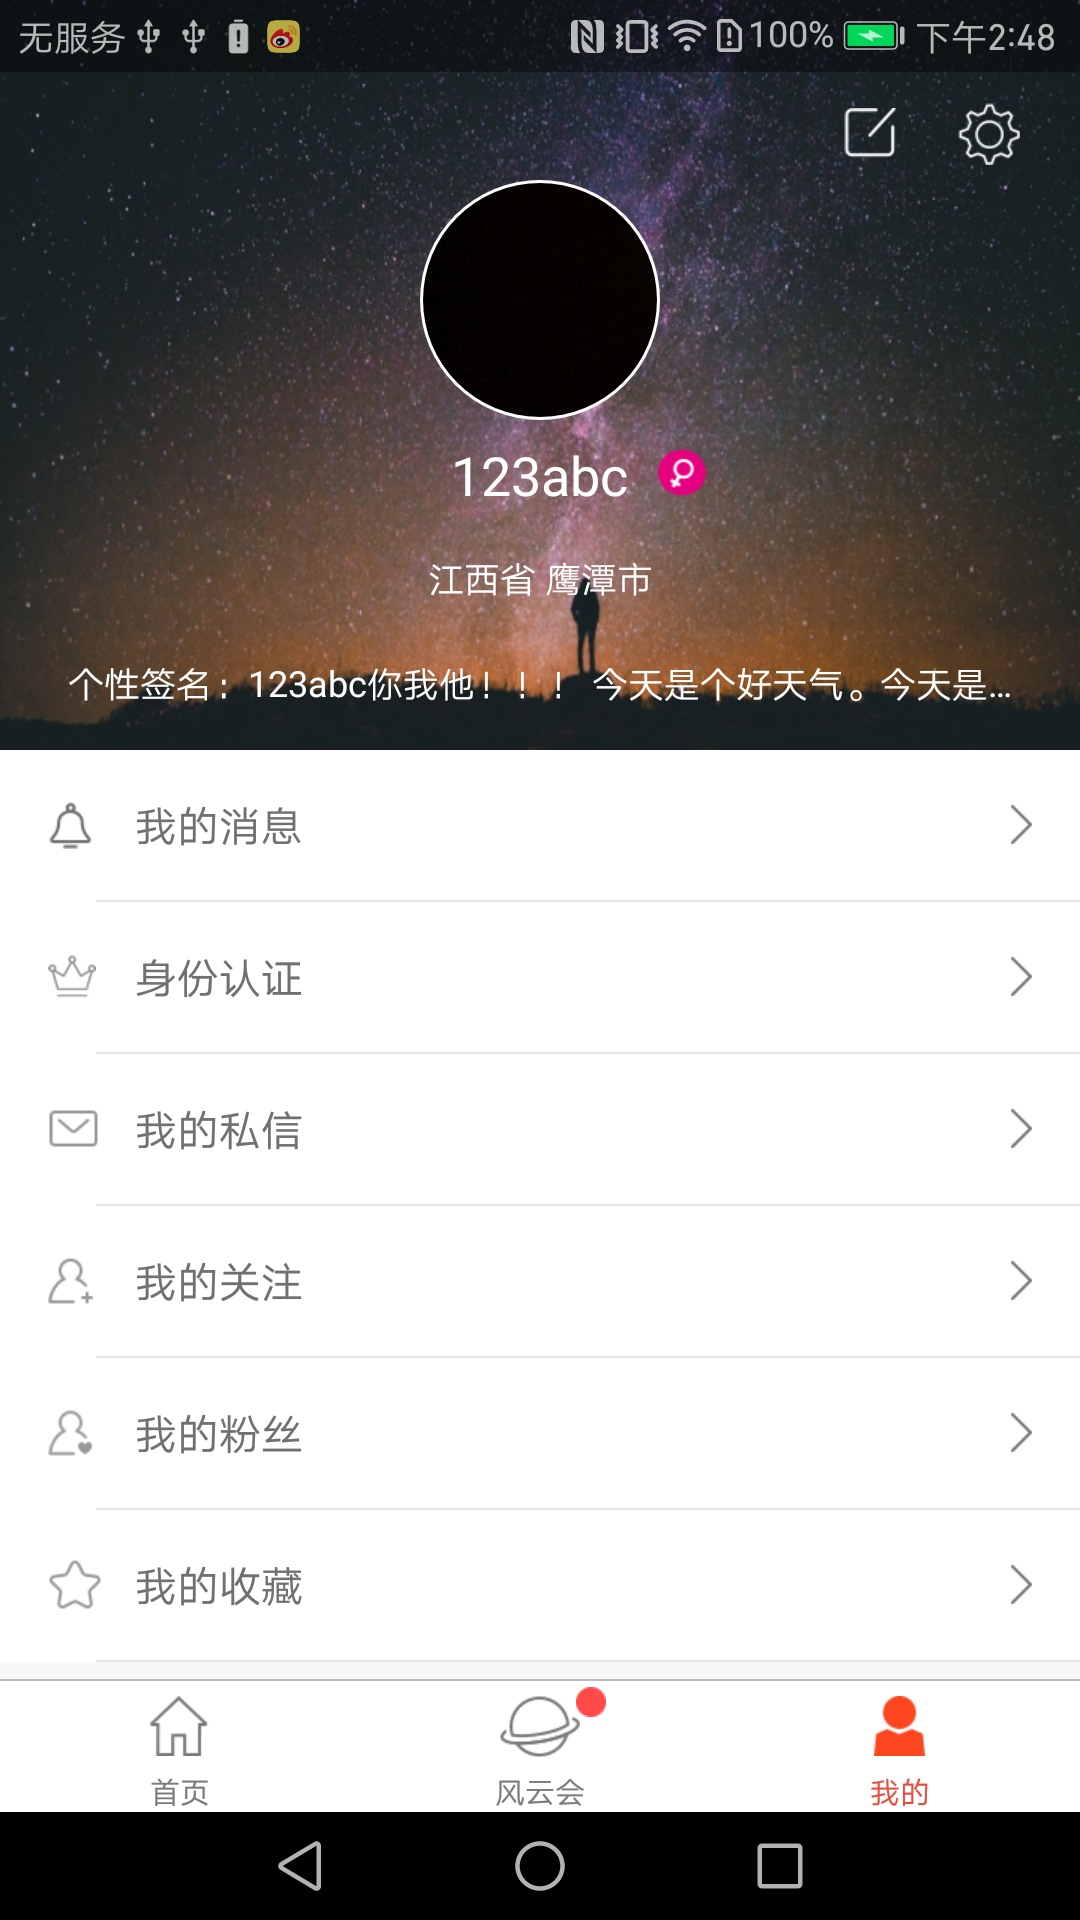 无服务 100% 下午2:48
123abc
江西省 鹰潭市
个性签名：123abc你我他！！！ 今天是个好天气。今天是...
我的消息
身份认证
我的私信
我的关注
我的粉丝
我的收藏
首页 风云会 我的